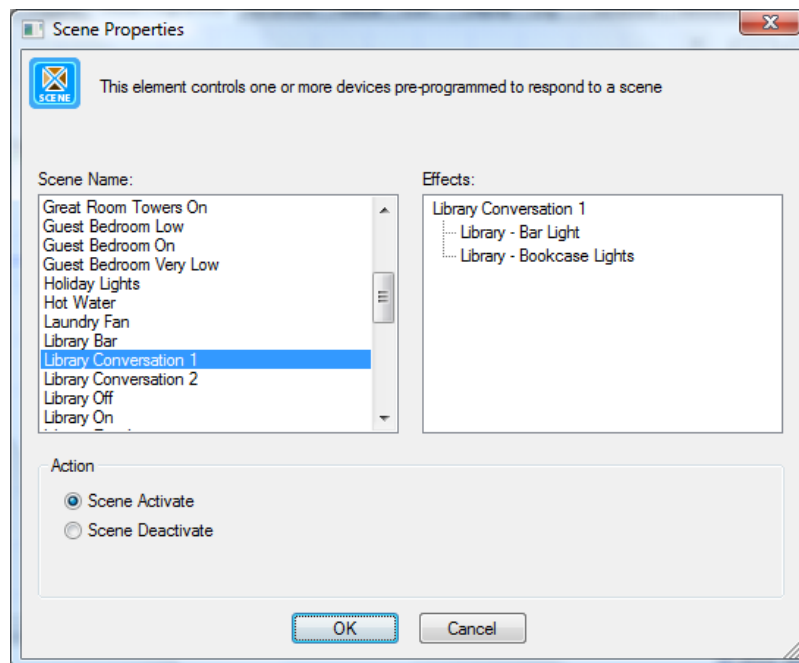 Scene Properties
SCENE
This element controls one or more devices pre-programmed to respond to a scene
Scene Name:
Great Room Towers On
Guest Bedroom Low
Guest Bedroom On
Guest Bedroom Very Low
Holiday Lights
Hot Water
Laundry Fan
Library Bar
Library Conversation 1
Library Conversation 2
Library Off
Library On
Effects:
Library Conversation 1
Library - Bar Light
Library - Bookcase Lights
Action
Scene Activate
Scene Deactivate
OK
Cancel